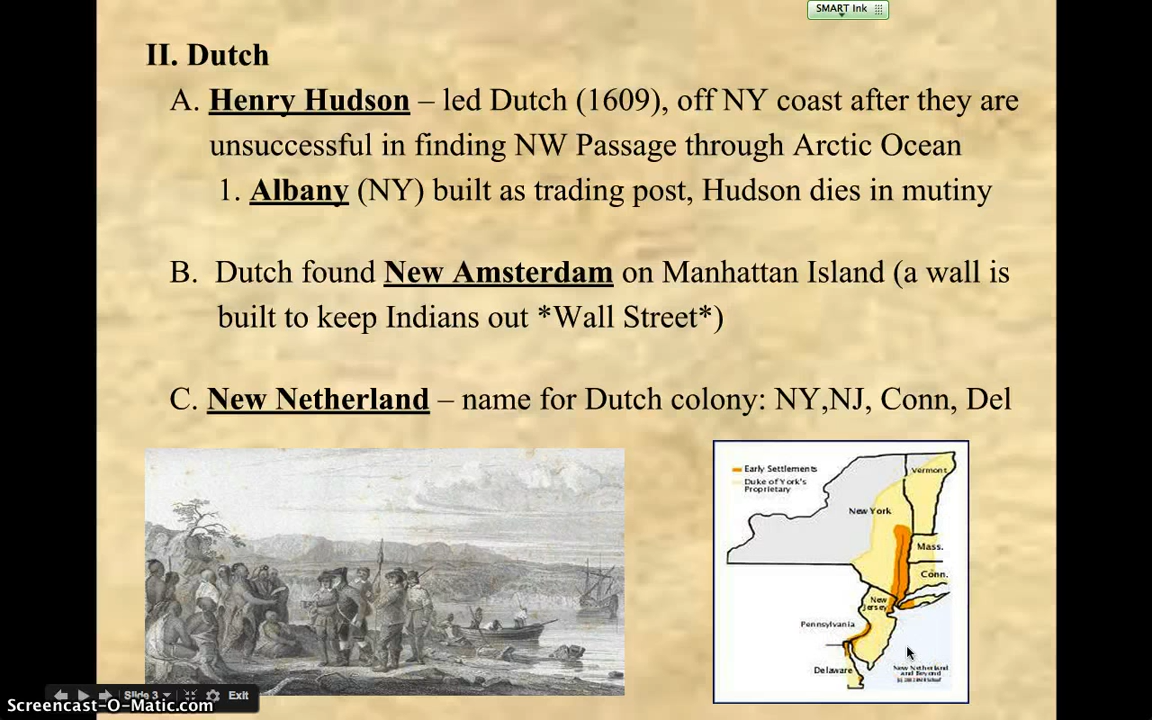 SMART Ink
II. Dutch
A. Henry Hudson – led Dutch (1609), off NY coast after they are
unsuccessful in finding NW Passage through Arctic Ocean
1. Albany (NY) built as trading post, Hudson dies in mutiny
B. Dutch found New Amsterdam on Manhattan Island (a wall is
built to keep Indians out *Wall Street*)
C. New Netherland – name for Dutch colony: NY,NJ, Conn, Del
Early Settlements
Duke of York's
Proprietary
Vermont
New York
Mass.
Conn.
New
Jersey
Pennsylvania
Delaware
New Netherland
and Beyond
Slide 3
Exit
Screencast-O-Matic.com